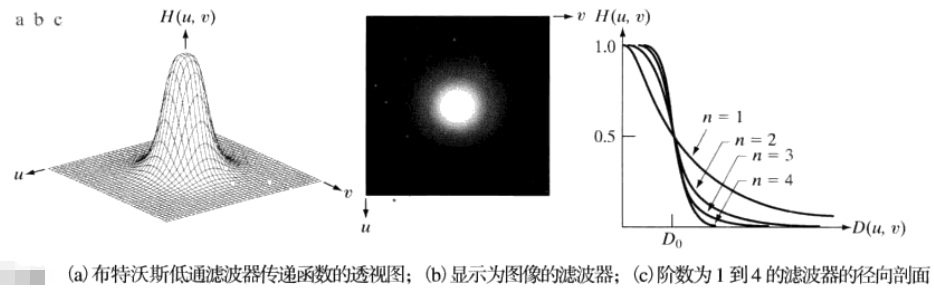 a b c
H(u, v)
u
v
v
u
H(u, v)
1.0
0.5
n = 1
n = 2
n = 3
n = 4
D₀
D(u, v)
(a) 布特沃斯低通滤波器传递函数的透视图；(b) 显示为图像的滤波器；(c) 阶数为 1 到 4 的滤波器的径向剖面